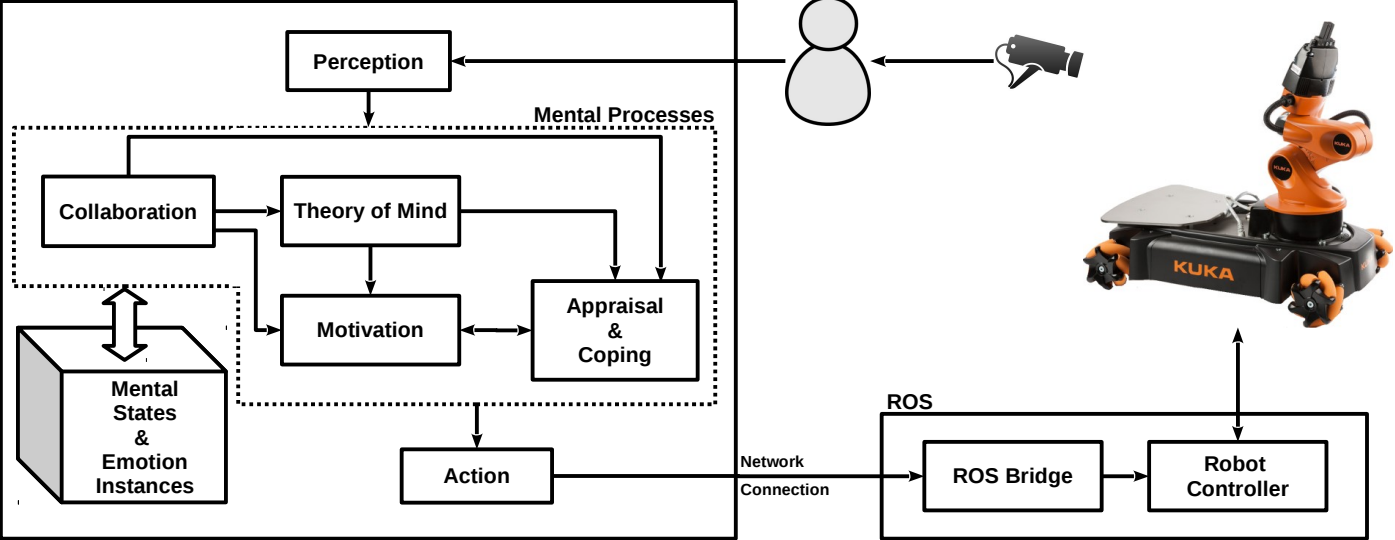 Perception
Mental Processes
Collaboration
Theory of Mind
Motivation
Appraisal
&
Coping
Mental
States
&
Emotion
Instances
Action
Network
Connection
ROS
ROS Bridge
Robot
Controller
KUKA
KUKA
KUKA